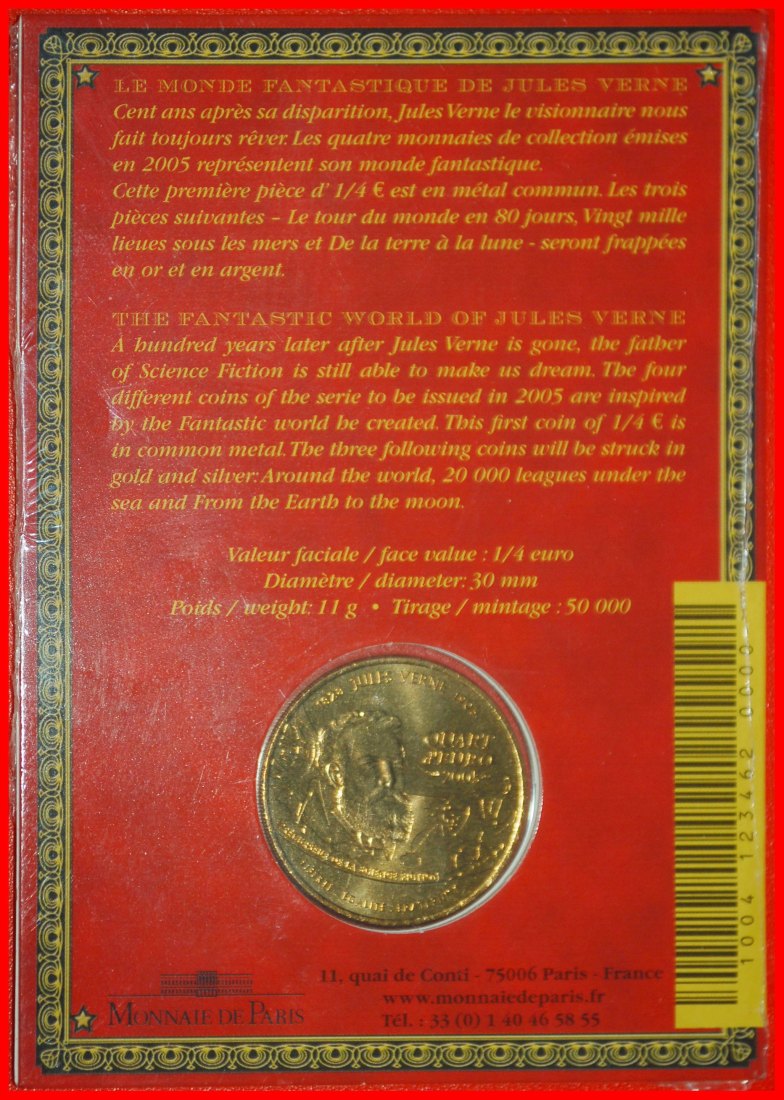 LE MONDE FANTASTIQUE DE JULES VERNE
Cent ans après sa disparition, Jules Verne le visionnaire nous
fait toujours rêver. Les quatre monnaies de collection émises
en 2005 représentent son monde fantastique.
Cette première pièce d' 1/4 € est en métal commun. Les trois
pièces suivantes – Le tour du monde en 80 jours, Vingt mille
lieues sous les mers et De la terre à la lune - seront frappées
en or et en argent.
THE FANTASTIC WORLD OF JULES VERNE
A hundred years later after Jules Verne is gone, the father
of Science Fiction is still able to make us dream. The four
different coins of the serie to be issued in 2005 are inspired
by the Fantastic world be created. This first coin of 1/4 € is
in common metal. The three following coins will be struck in
gold and silver: Around the world, 20 000 leagues under the
sea and From the Earth to the moon.
Valeur faciale / face value : 1/4 euro
Diamètre / diameter: 30 mm
Poids / weight: 11 g • Tirage / mintage : 50 000
JULES VERNE
QUART
MONNAIE DE PARIS
11, quai de Conti - 75006 Paris - France
www.monnaiedeparis.fr
Tél. : 33 (0) 1 40 46 58 55
1004 123462 0000